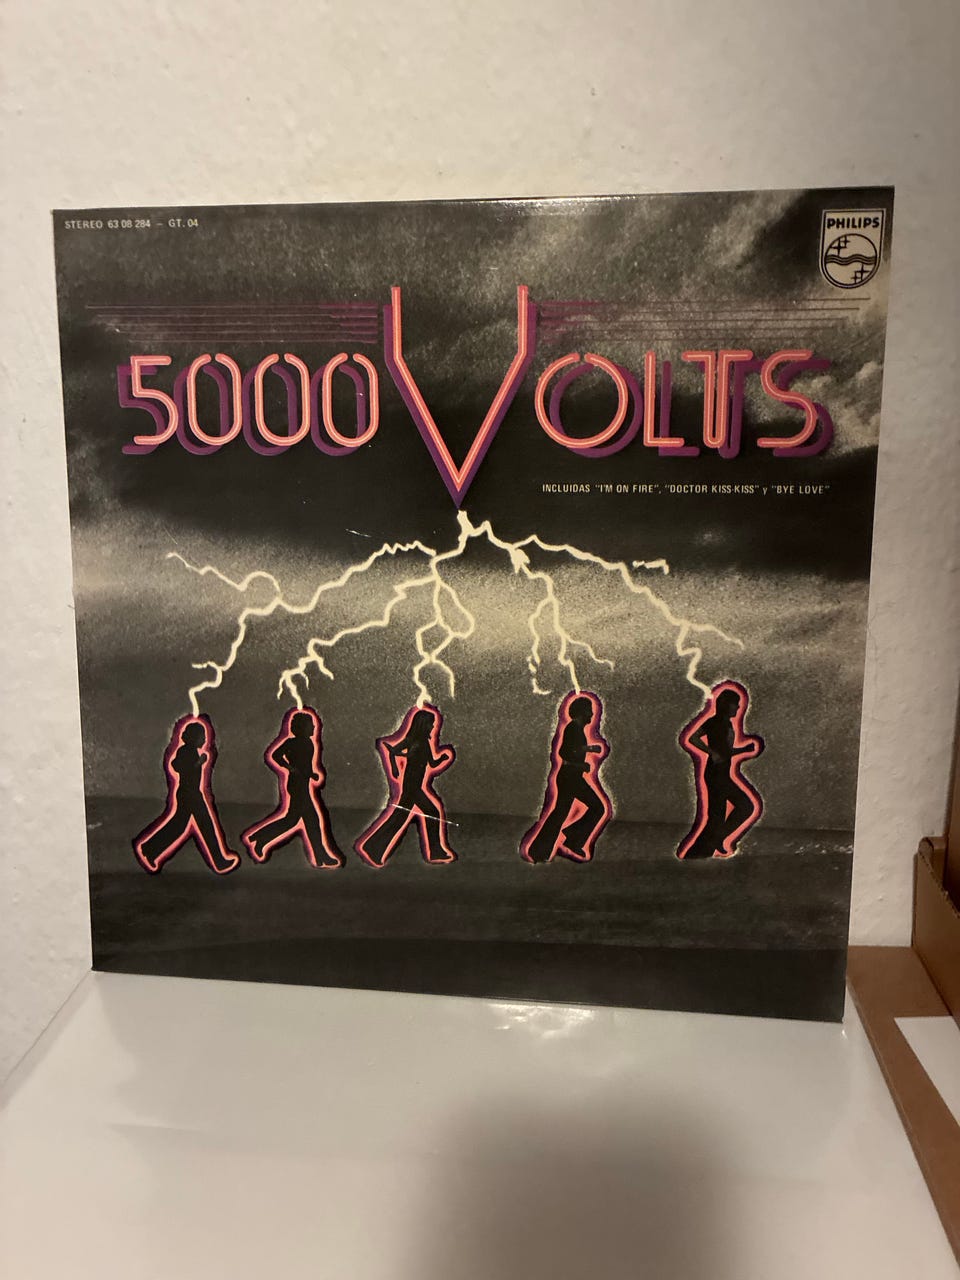 STEREO 63 08 284 - GT. 04
PHILIPS
5000 VOLTS
INCLUIDAS "I'M ON FIRE", "DOCTOR KISS-KISS" y "BYE LOVE"